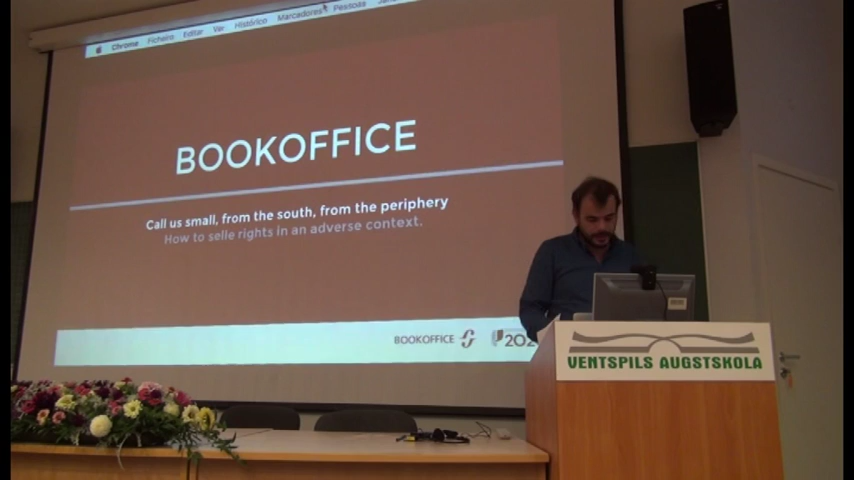 Chrome Ficheiro Editar Ver Histórico Marcadores Pessoas
BOOKOFFICE
Call us small, from the south, from the periphery
How to selle rights in an adverse context.
BOOKOFFICE
VENTSPILS AUGSTSKOLA